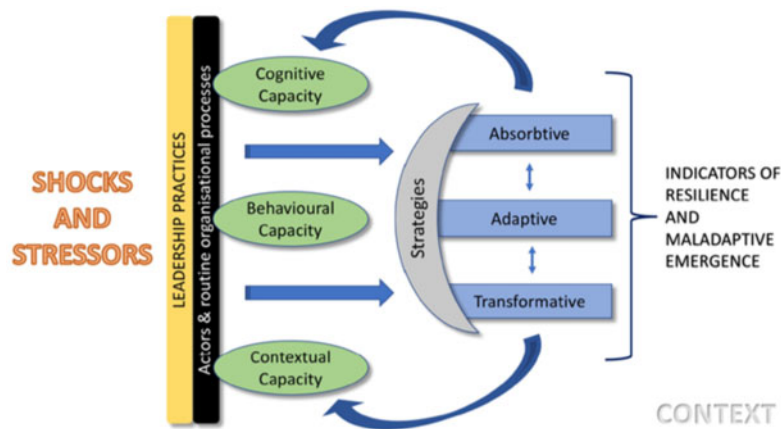 SHOCKS
AND
STRESSORS
LEADERSHIP PRACTICES
Actors & routine organisational processes
Cognitive
Capacity
Behavioural
Capacity
Contextual
Capacity
Strategies
Absorbtive
Adaptive
Transformative
INDICATORS OF
RESILIENCE
AND
MALADAPTIVE
EMERGENCE
CONTEXT